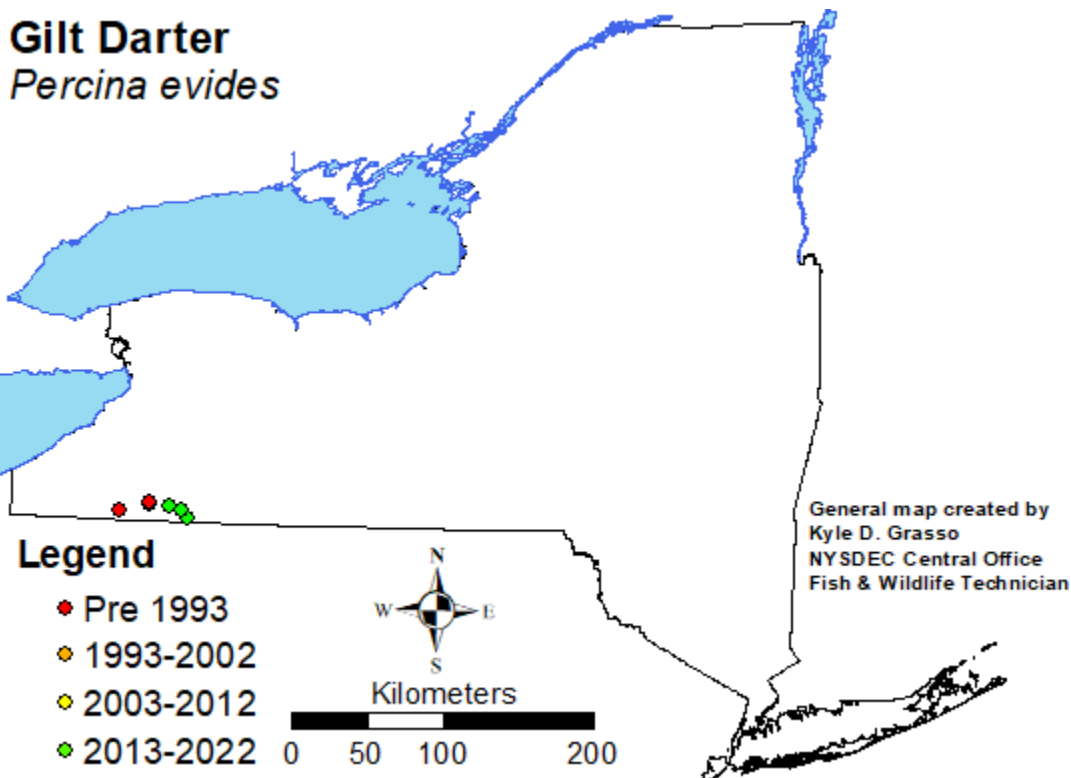 Gilt Darter
Percina evides
General map created by
Kyle D. Grasso
NYSDEC Central Office
Fish & Wildlife Technician
Legend
Pre 1993
1993-2002
2003-2012
2013-2022
N
W E
S
Kilometers
0 50 100 200